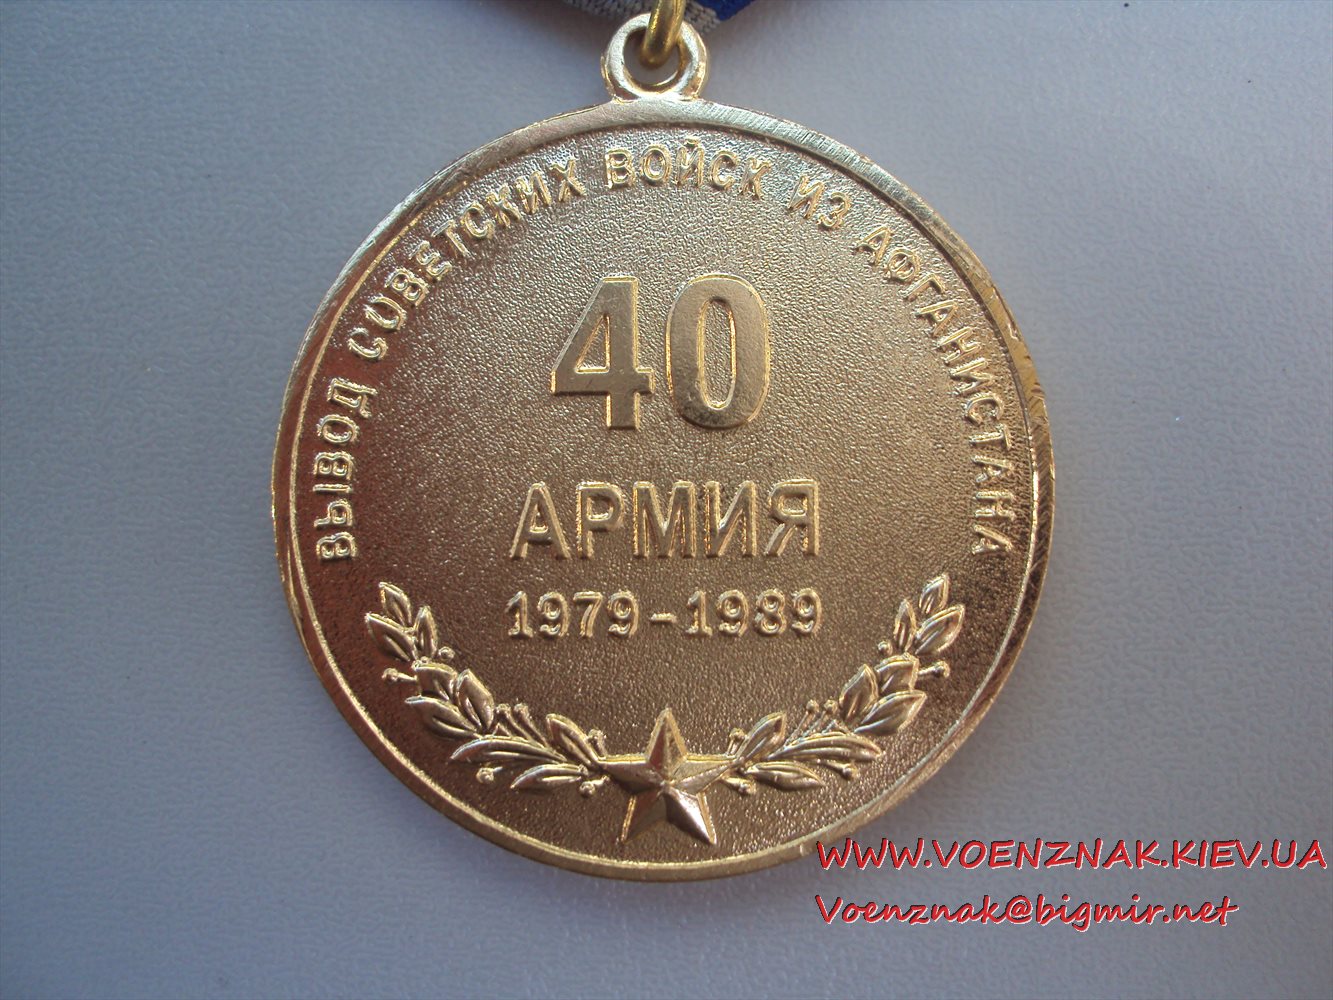 ВЫВОД СОВЕТСКИХ ВОЙСК ИЗ АФГАНИСТАНА
40
АРМИЯ
1979-1989
WWW.VOENZNAK.KIEV.UA
Voenznak@bigmir.net